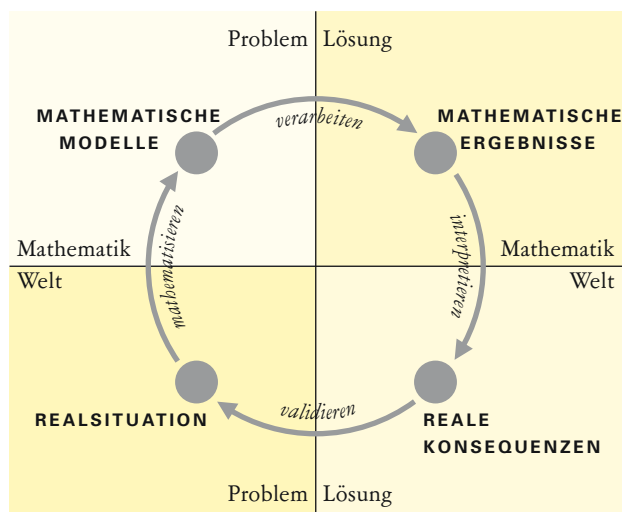 Problem Lösung
MATHEMATISCHE
MODELLE
verarbeiten
MATHEMATISCHE
ERGEBNISSE
mathematisieren
interpretieren
Mathematik
Welt
Mathematik
Welt
REALSITUATION
validieren
REALE
KONSEQUENZEN
Problem Lösung